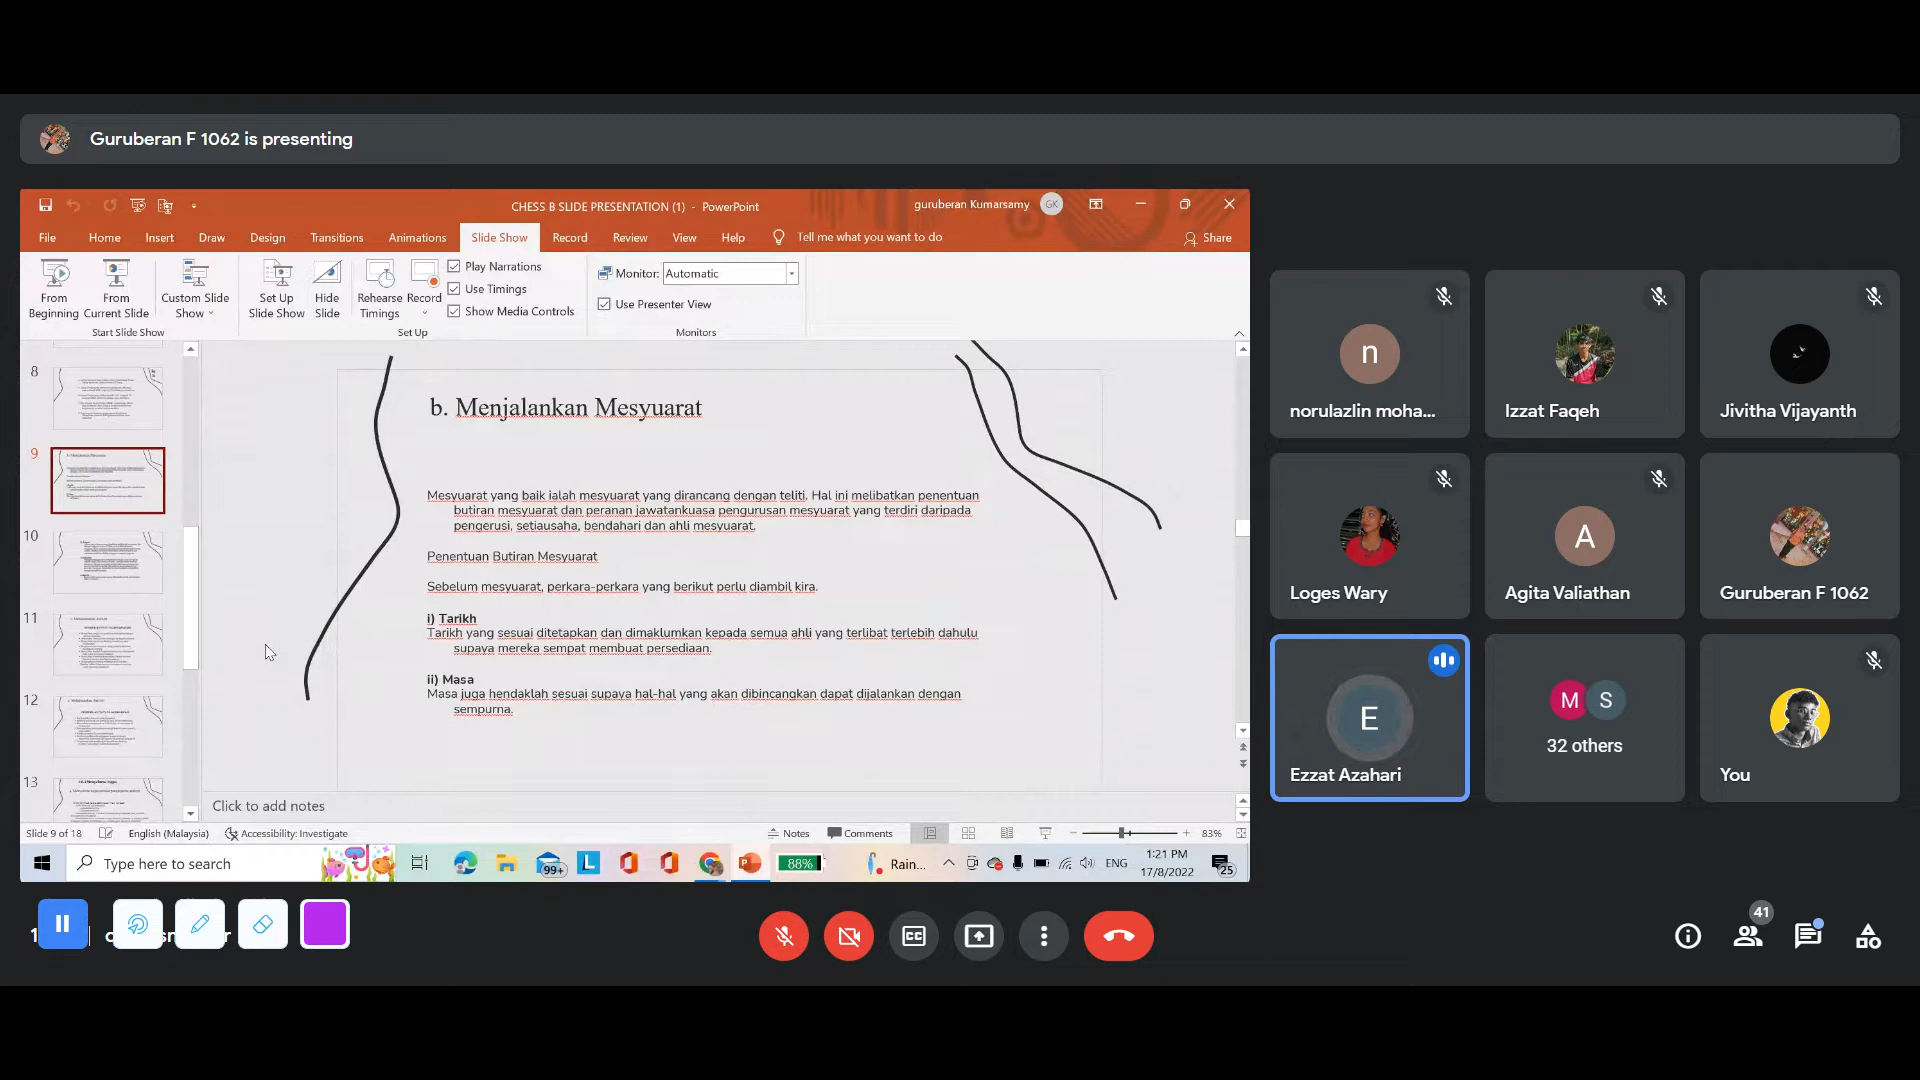 Guruberan F 1062 is presenting
CHESS B SLIDE PRESENTATION (1) - PowerPoint
guruberan Kumarsamy
GK
File
Home
Insert
Draw
Design
Transitions
Animations
Slide Show
Record
Review
View
Help
Tell me what you want to do
Share
From Beginning
From Current Slide
Custom Slide Show
Start Slide Show
Set Up Slide Show
Hide Slide
Rehearse Timings
Record
Play Narrations
Use Timings
Show Media Controls
Set Up
Monitor: Automatic
Use Presenter View
Monitors
8
9
10
11
12
13
b. Menjalankan Mesyuarat
Mesyuarat yang baik ialah mesyuarat yang dirancang dengan teliti. Hal ini melibatkan penentuan
butiran mesyuarat dan peranan jawatankuasa pengurusan mesyuarat yang terdiri daripada
pengerusi, setiausaha, bendahari dan ahli mesyuarat.
Penentuan Butiran Mesyuarat
Sebelum mesyuarat, perkara-perkara yang berikut perlu diambil kira.
i) Tarikh
Tarikh yang sesuai ditetapkan dan dimaklumkan kepada semua ahli yang terlibat terlebih dahulu
supaya mereka sempat membuat persediaan.
ii) Masa
Masa juga hendaklah sesuai supaya hal-hal yang akan dibincangkan dapat dijalankan dengan
sempurna.
Click to add notes
Slide 9 of 18
English (Malaysia)
Accessibility: Investigate
Notes
Comments
83%
Type here to search
99+
L
88%
Rain...
ENG
1:21 PM
17/8/2022
25
n
norulazlin moha...
Izzat Faqeh
Jivitha Vijayanth
Loges Wary
A
Agita Valiathan
Guruberan F 1062
E
Ezzat Azahari
M
S
32 others
You
CC
41